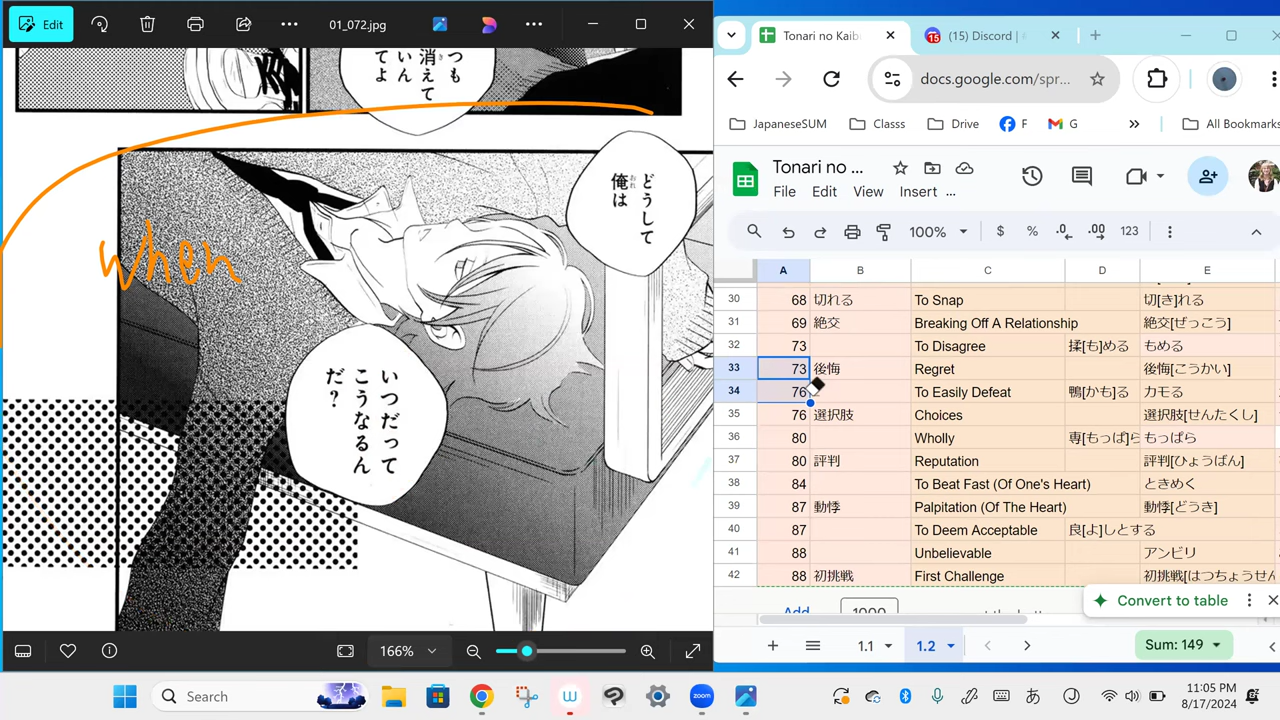 Edit
01_072.jpg
つも
消えて
いん
てよ
き
どうして
俺は
おれ
いつだって
こうなるん
だ？
when
166%
Tonari no Kaib
(15) Discord |
docs.google.com/spr...
JapaneseSUM
Classs
Drive
F
G
All Bookmarks
Tonari no ...
File Edit View Insert ...
100% $ % .0 .00 123
A B C D E
30 68 切れる To Snap 切[き]れる
31 69 絶交 Breaking Off A Relationship 絶交[ぜっこう]
32 73 To Disagree 揉[も]める もめる
33 73 後悔 Regret 後悔[こうかい]
34 76 To Easily Defeat 鴨[かも]る カモる
35 76 選択肢 Choices 選択肢[せんたくし]
36 80 Wholly 専[もっぱ]ら もっぱら
37 80 評判 Reputation 評判[ひょうばん]
38 84 To Beat Fast (Of One's Heart) ときめく
39 87 動悸 Palpitation (Of The Heart) 動悸[どうき]
40 87 To Deem Acceptable 良[よ]しとする
41 88 Unbelievable アンビリ
42 88 初挑戦 First Challenge 初挑戦[はつちょうせん
Add 1000
Convert to table
1.1 1.2
Sum: 149
Search
zoom
あ
11:05 PM
8/17/2024